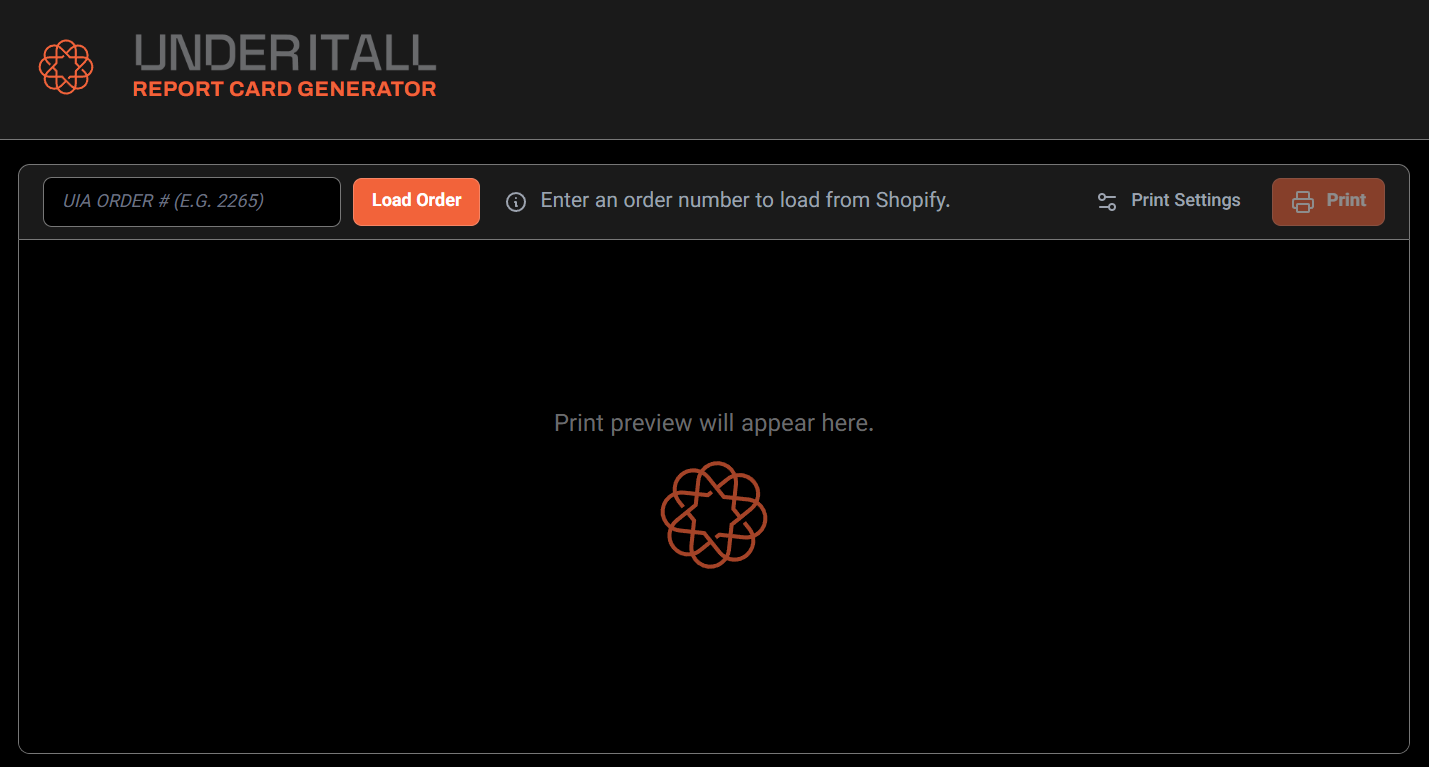 UNDERITALL
REPORT CARD GENERATOR
UIA ORDER # (E.G. 2265)
Load Order
Enter an order number to load from Shopify.
Print Settings
Print
Print preview will appear here.